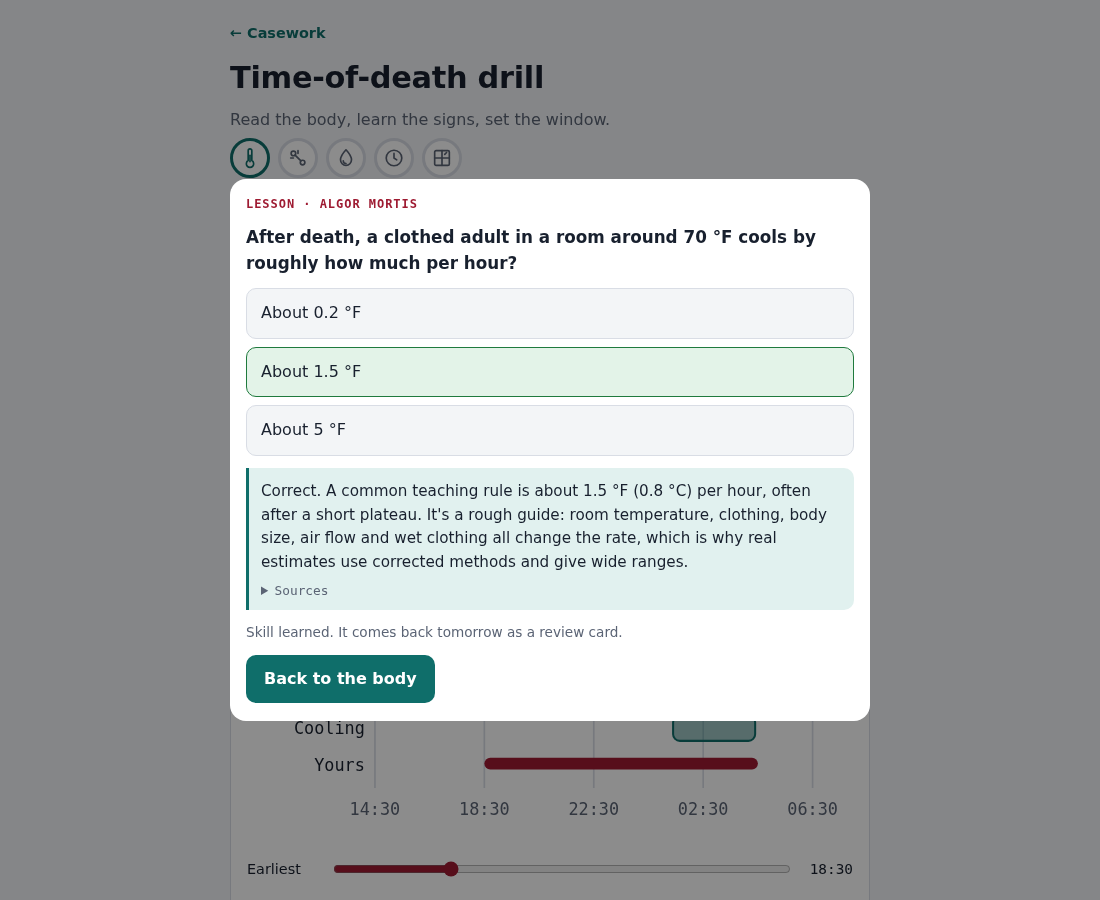 ← Casework
Time-of-death drill
Read the body, learn the signs, set the window.
LESSON · ALGOR MORTIS
After death, a clothed adult in a room around 70 °F cools by
roughly how much per hour?
About 0.2 °F
About 1.5 °F
About 5 °F
Correct. A common teaching rule is about 1.5 °F (0.8 °C) per hour, often
after a short plateau. It's a rough guide: room temperature, clothing, body
size, air flow and wet clothing all change the rate, which is why real
estimates use corrected methods and give wide ranges.
▶ Sources
Skill learned. It comes back tomorrow as a review card.
Back to the body
Cooling
Yours
14:30 18:30 22:30 02:30 06:30
Earliest 18:30